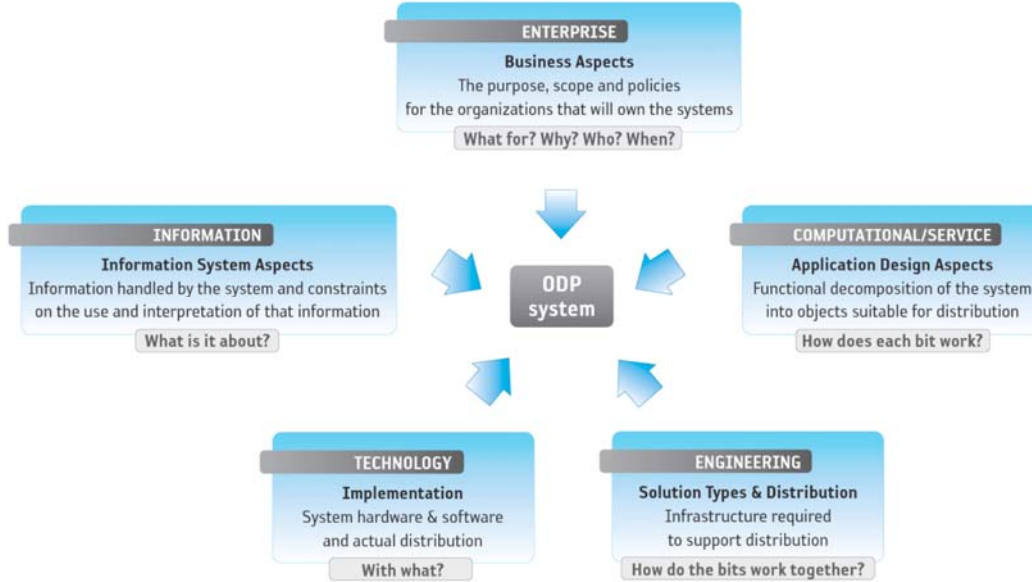 ENTERPRISE
Business Aspects
The purpose, scope and policies
for the organizations that will own the systems
What for? Why? Who? When?
INFORMATION
Information System Aspects
Information handled by the system and constraints
on the use and interpretation of that information
What is it about?
ODP
system
COMPUTATIONAL/SERVICE
Application Design Aspects
Functional decomposition of the system
into objects suitable for distribution
How does each bit work?
TECHNOLOGY
Implementation
System hardware & software
and actual distribution
With what?
ENGINEERING
Solution Types & Distribution
Infrastructure required
to support distribution
How do the bits work together?